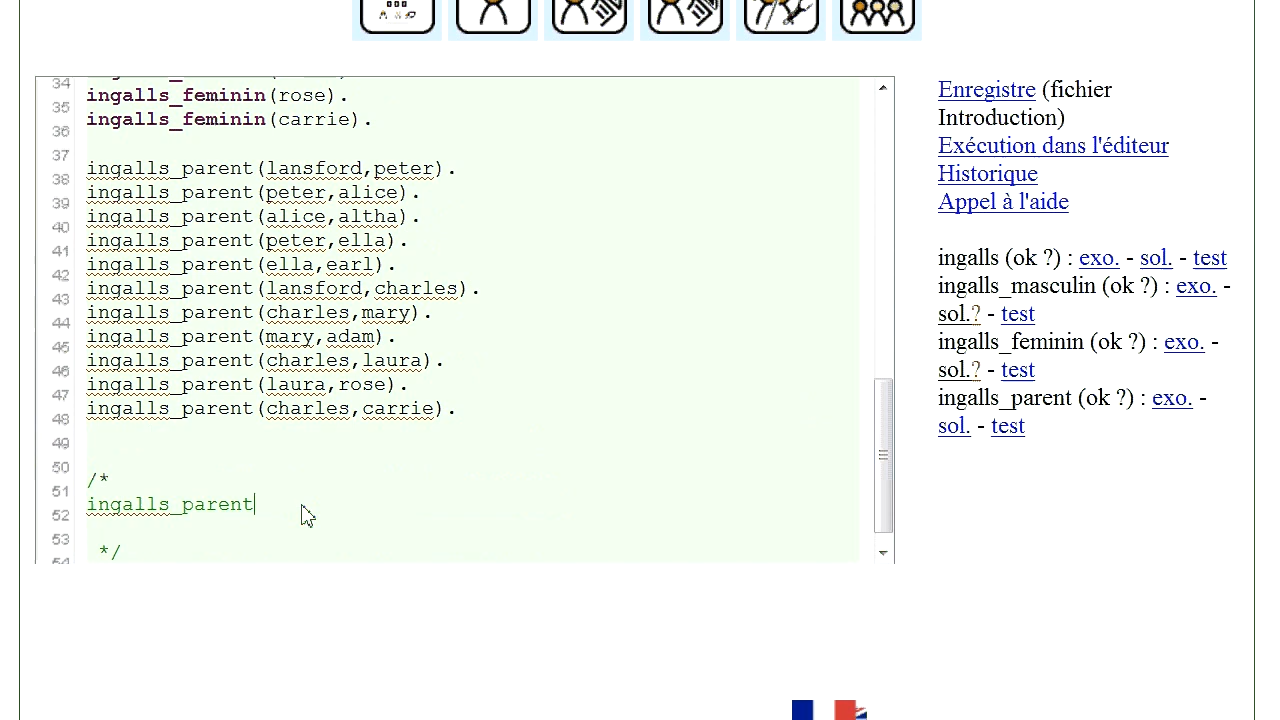 34
35 ingalls_feminin(rose).
36 ingalls_feminin(carrie).
37
38 ingalls_parent(lansford,peter).
39 ingalls_parent(peter,alice).
40 ingalls_parent(alice,altha).
41 ingalls_parent(peter,ella).
42 ingalls_parent(ella,earl).
43 ingalls_parent(lansford,charles).
44 ingalls_parent(charles,mary).
45 ingalls_parent(mary,adam).
46 ingalls_parent(charles,laura).
47 ingalls_parent(laura,rose).
48 ingalls_parent(charles,carrie).
49
50
51 /*
52 ingalls_parent
53
54 */
Enregistre (fichier
Introduction)
Exécution dans l'éditeur
Historique
Appel à l'aide
ingalls (ok ?) : exo. - sol. - test
ingalls_masculin (ok ?) : exo. -
sol.? - test
ingalls_feminin (ok ?) : exo. -
sol.? - test
ingalls_parent (ok ?) : exo. -
sol. - test